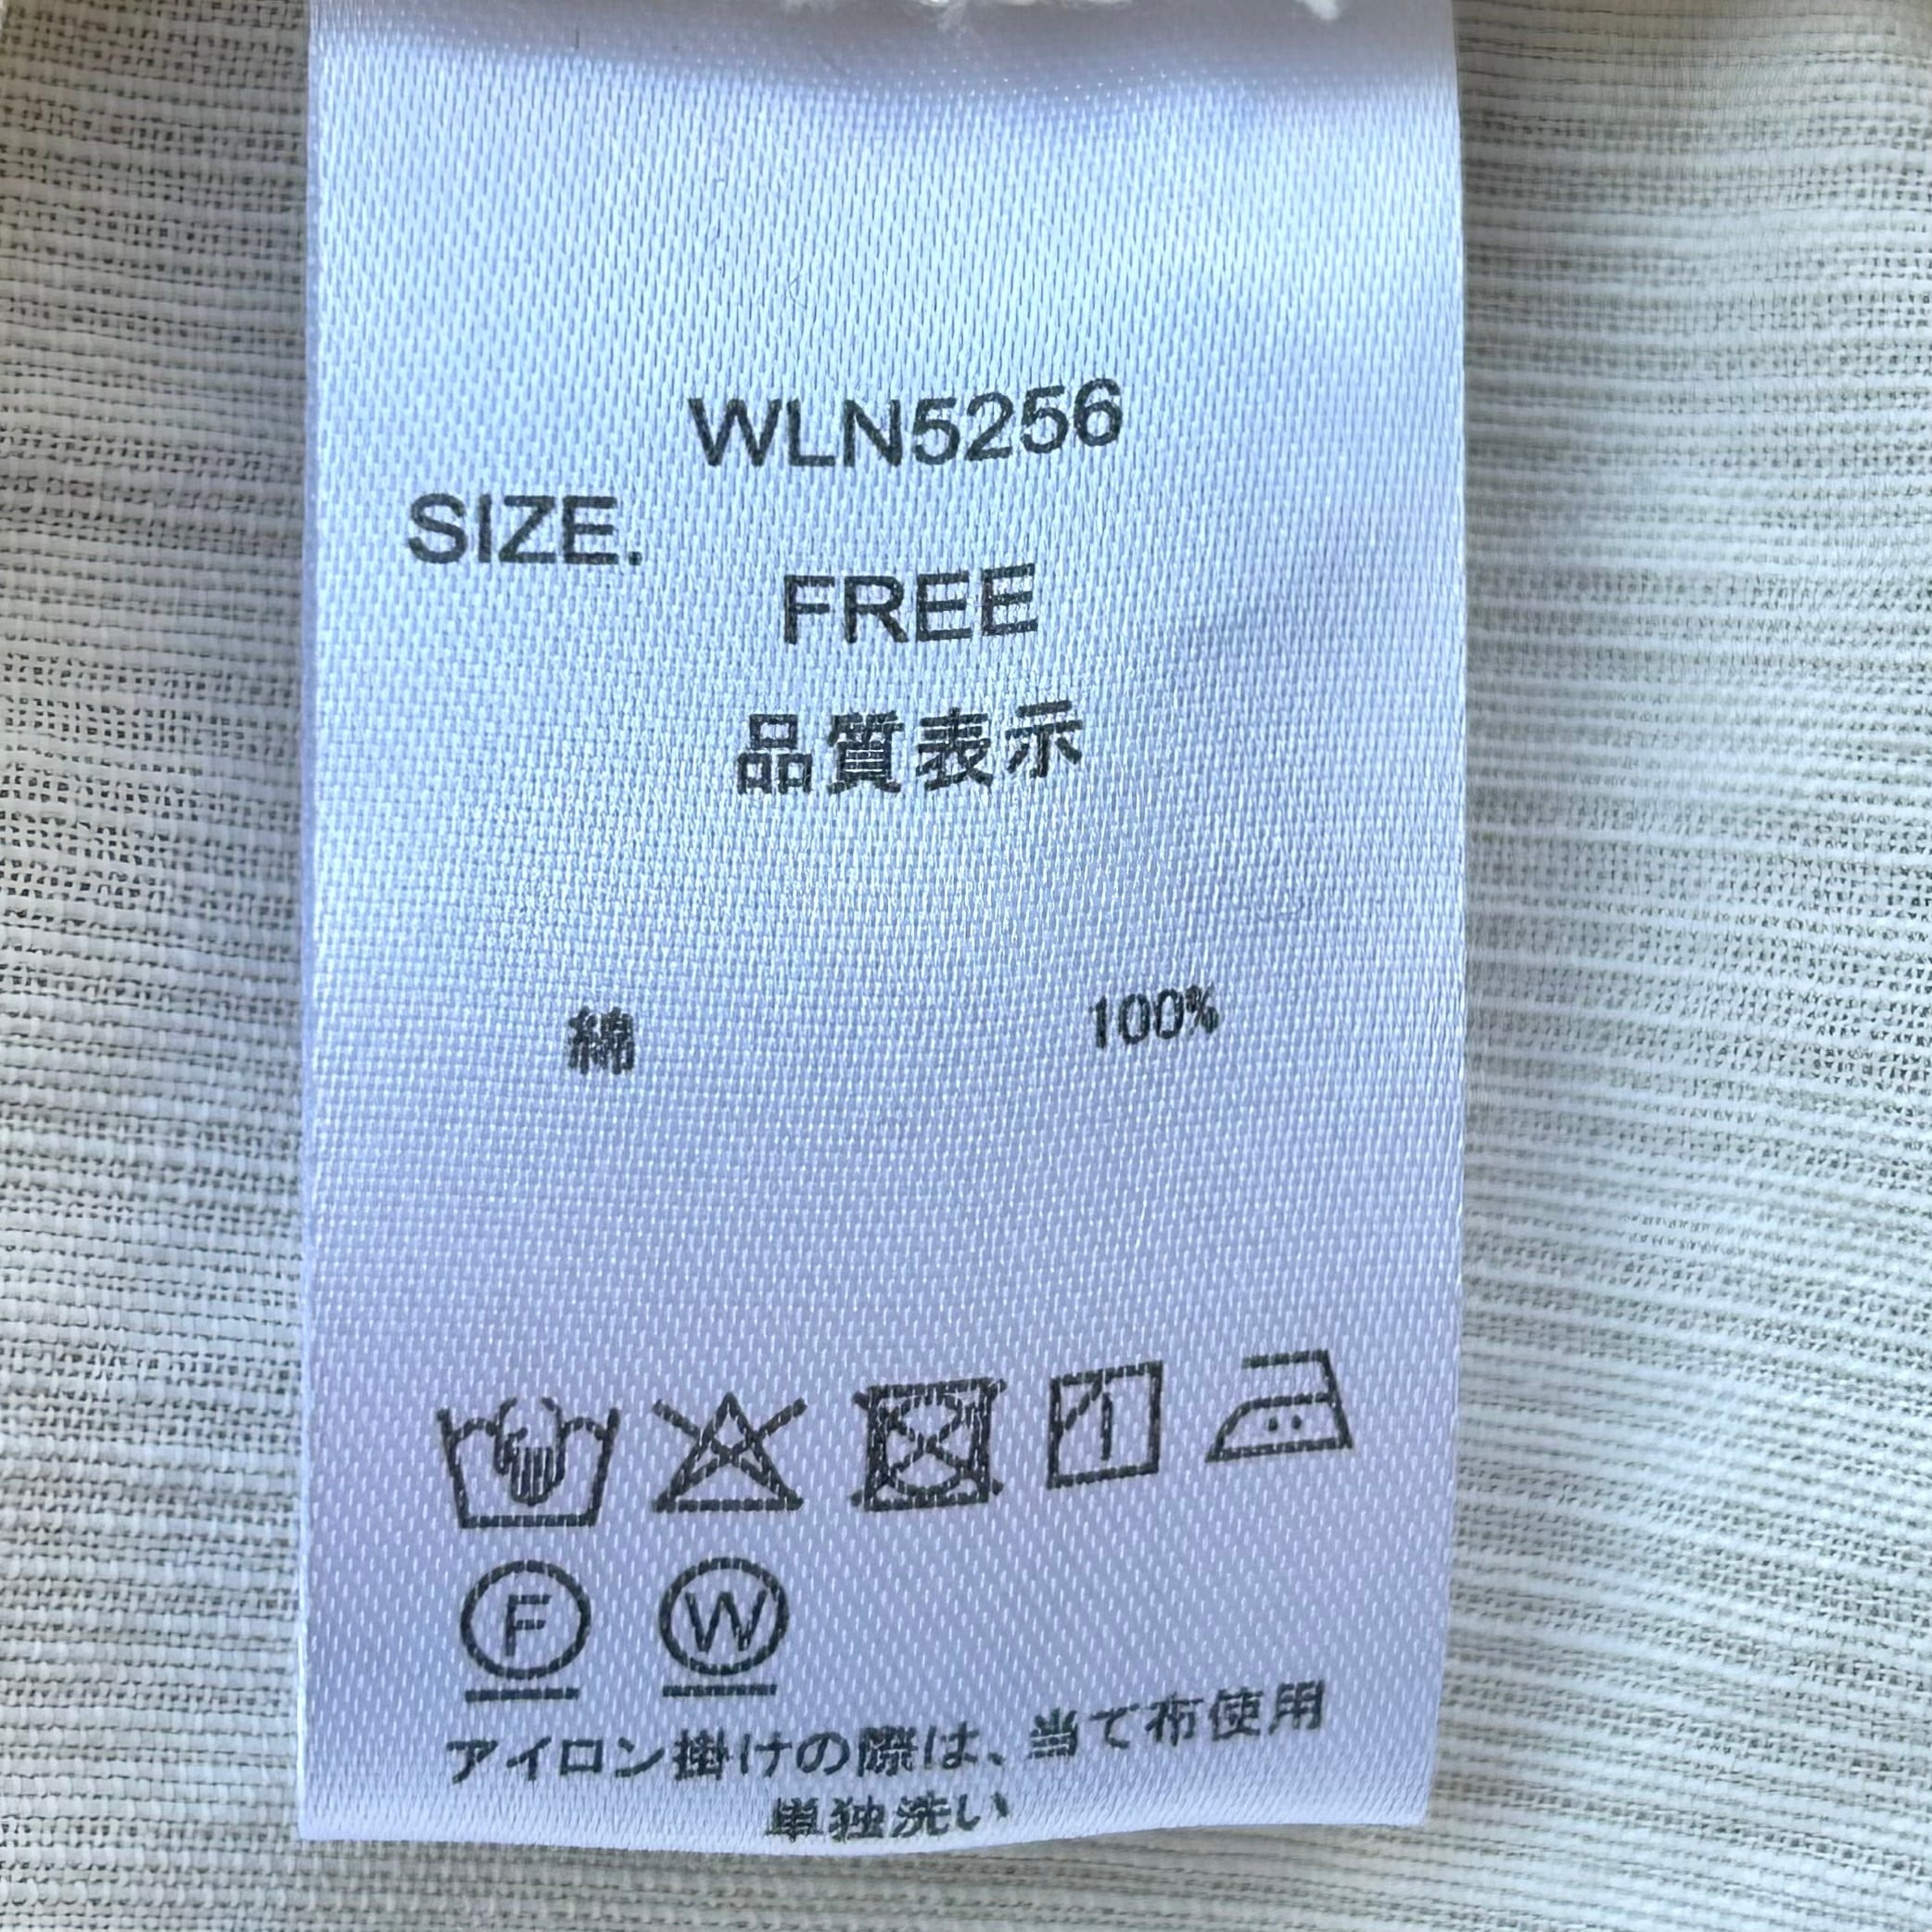 WLN5256
SIZE.
FREE
品質表示
綿 100%
F W
アイロン掛けの際は、当て布使用
単独洗い